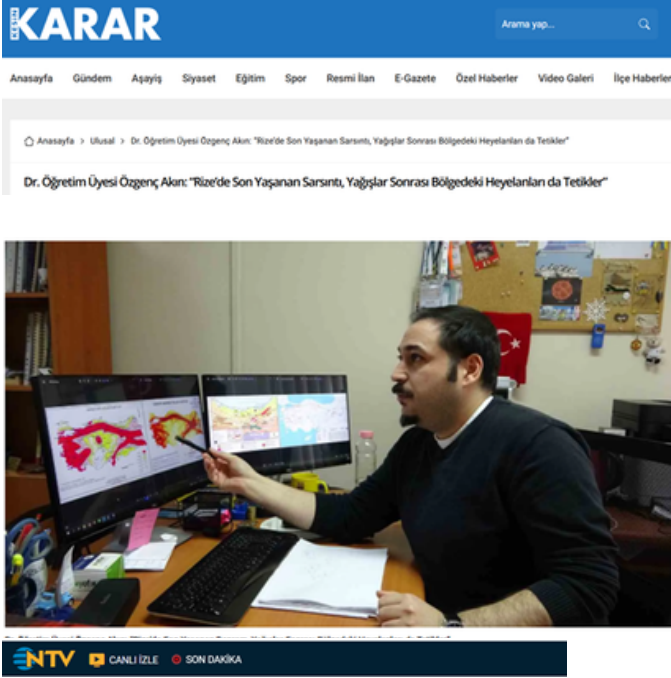 KESİN
KARAR
Arama yap...
Anasayfa Gündem Asayiş Siyaset Eğitim Spor Resmi İlan E-Gazete Özel Haberler Video Galeri İlçe Haberler
Anasayfa > Ulusal > Dr. Öğretim Üyesi Özgenç Akın: "Rize'de Son Yaşanan Sarsıntı, Yağışlar Sonrası Bölgedeki Heyelanları da Tetikler"
Dr. Öğretim Üyesi Özgenç Akın: "Rize'de Son Yaşanan Sarsıntı, Yağışlar Sonrası Bölgedeki Heyelanları da Tetikler"
NTV CANLI İZLE SON DAKİKA